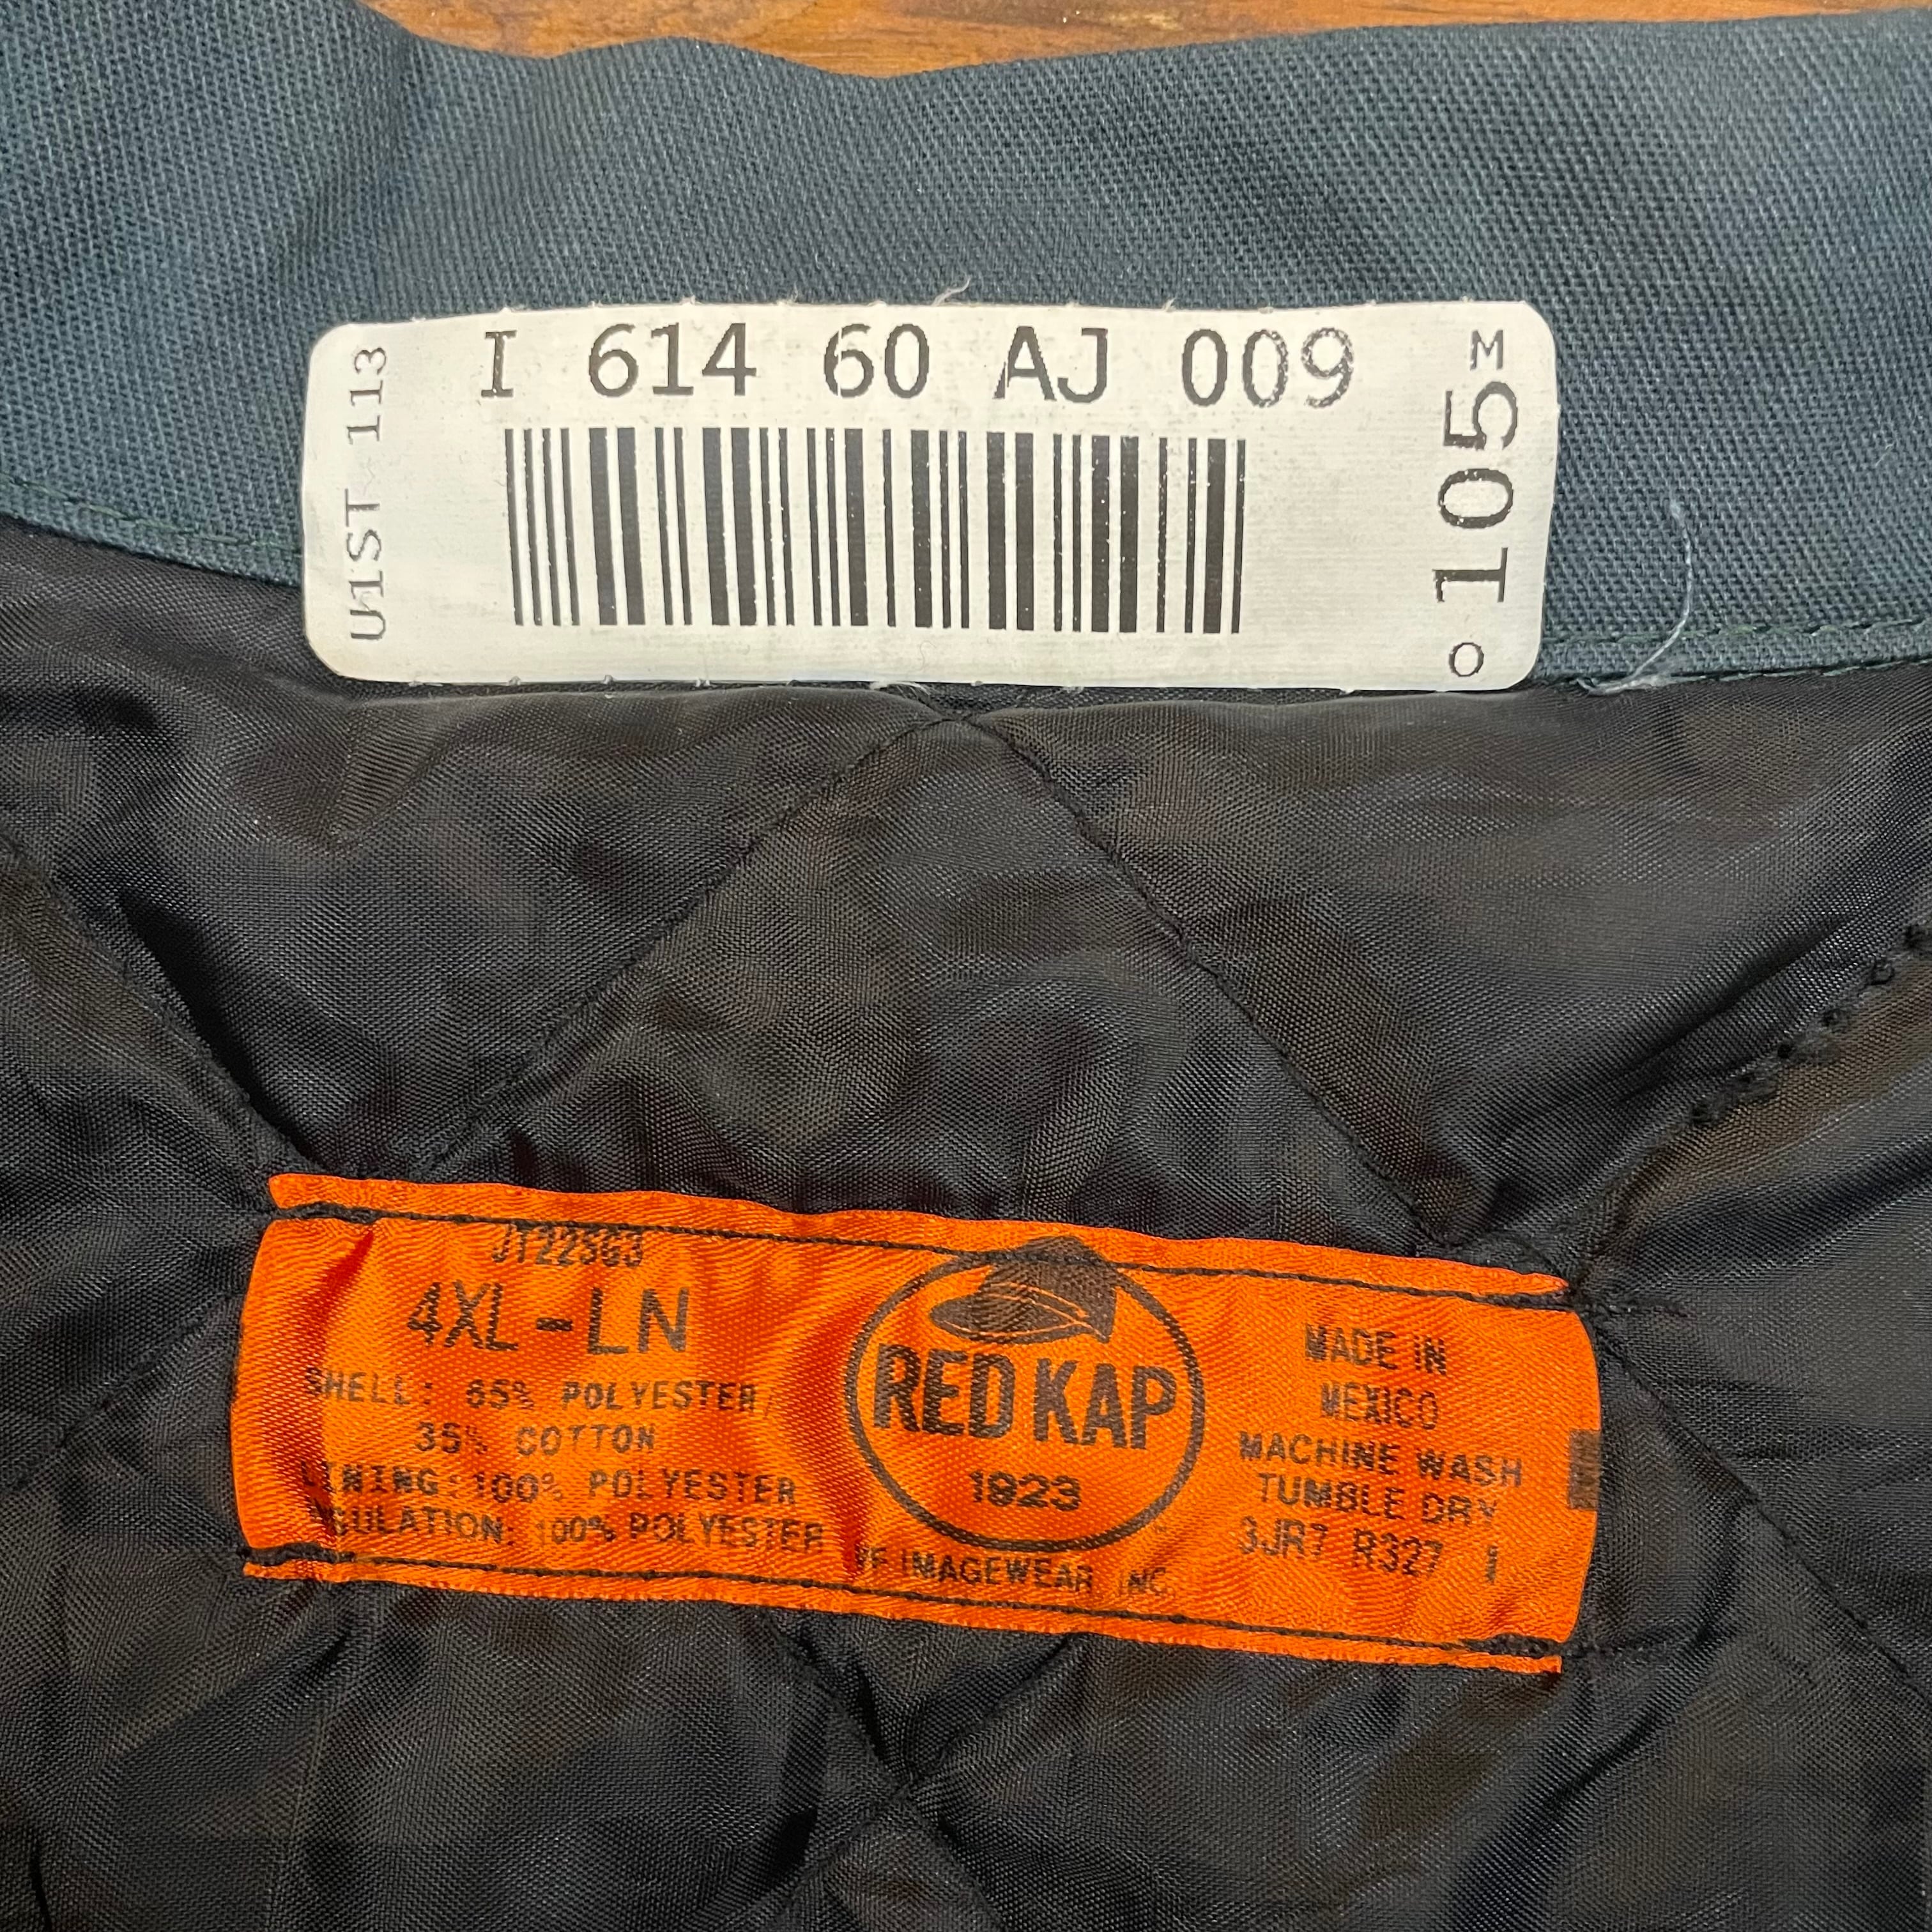 I 614 60 AJ 009
U1ST 113
O 105 M
JT22SG3
4XL-LN
SHELL: 65% POLYESTER/
35% COTTON
LINING: 100% POLYESTER
INSULATION: 100% POLYESTER
RED KAP
1923
VF IMAGEWEAR, INC.
MADE IN
MEXICO
MACHINE WASH
TUMBLE DRY
3JR7 R327 1